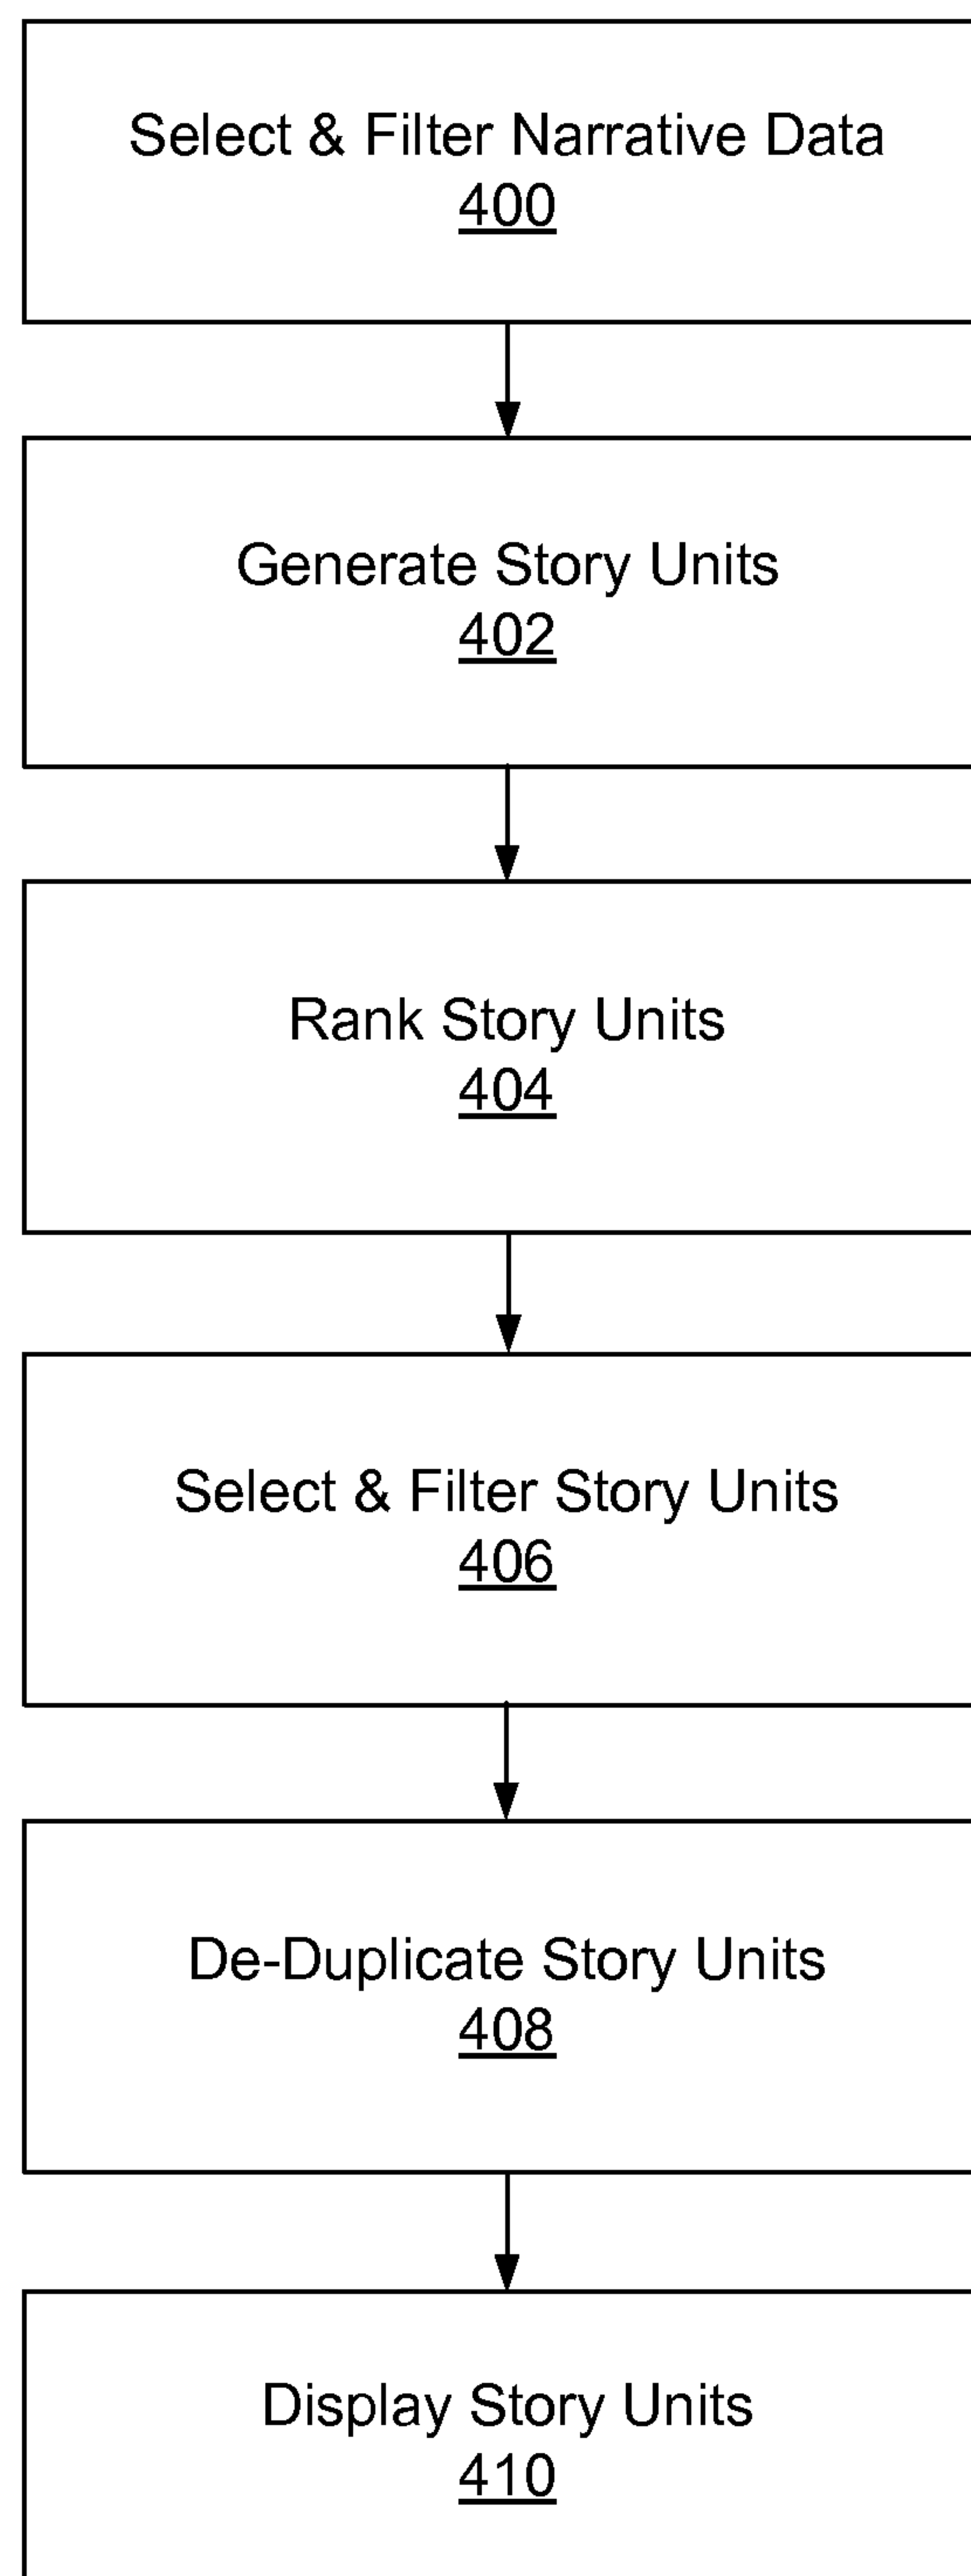 Select & Filter Narrative Data
400
Generate Story Units
402
Rank Story Units
404
Select & Filter Story Units
406
De-Duplicate Story Units
408
Display Story Units
410